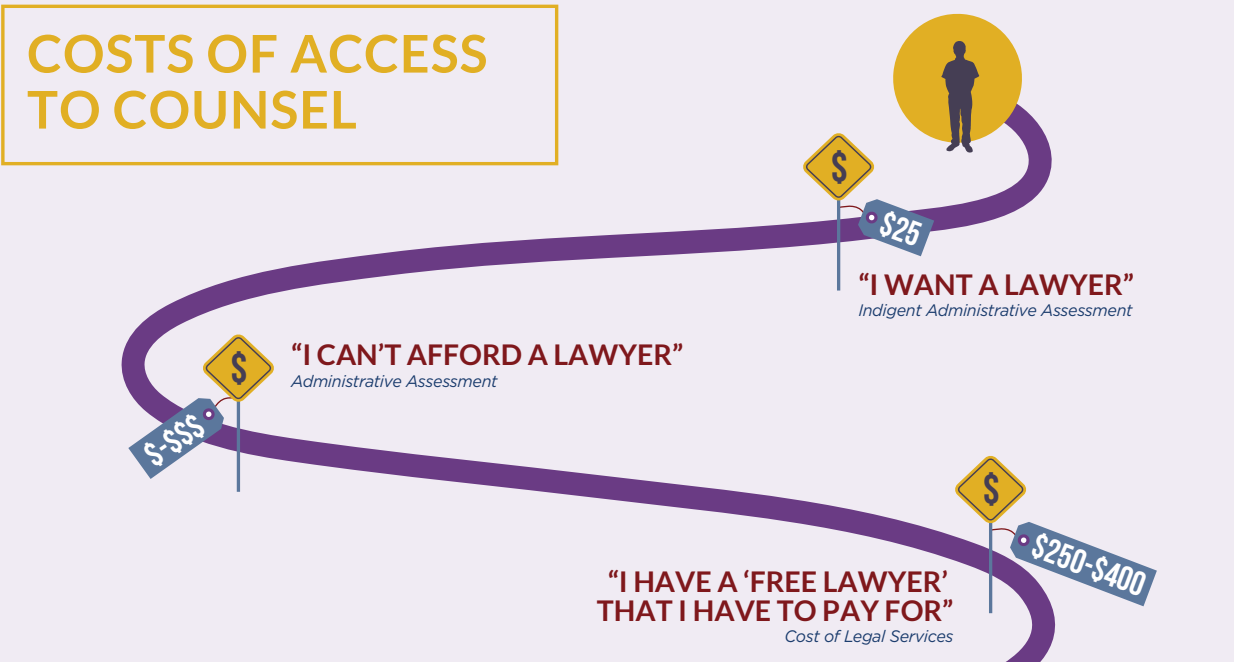 COSTS OF ACCESS
TO COUNSEL
$
$25
“I WANT A LAWYER”
Indigent Administrative Assessment
$
“I CAN’T AFFORD A LAWYER”
Administrative Assessment
$-$$$
$
$250-$400
“I HAVE A ‘FREE LAWYER’
THAT I HAVE TO PAY FOR”
Cost of Legal Services